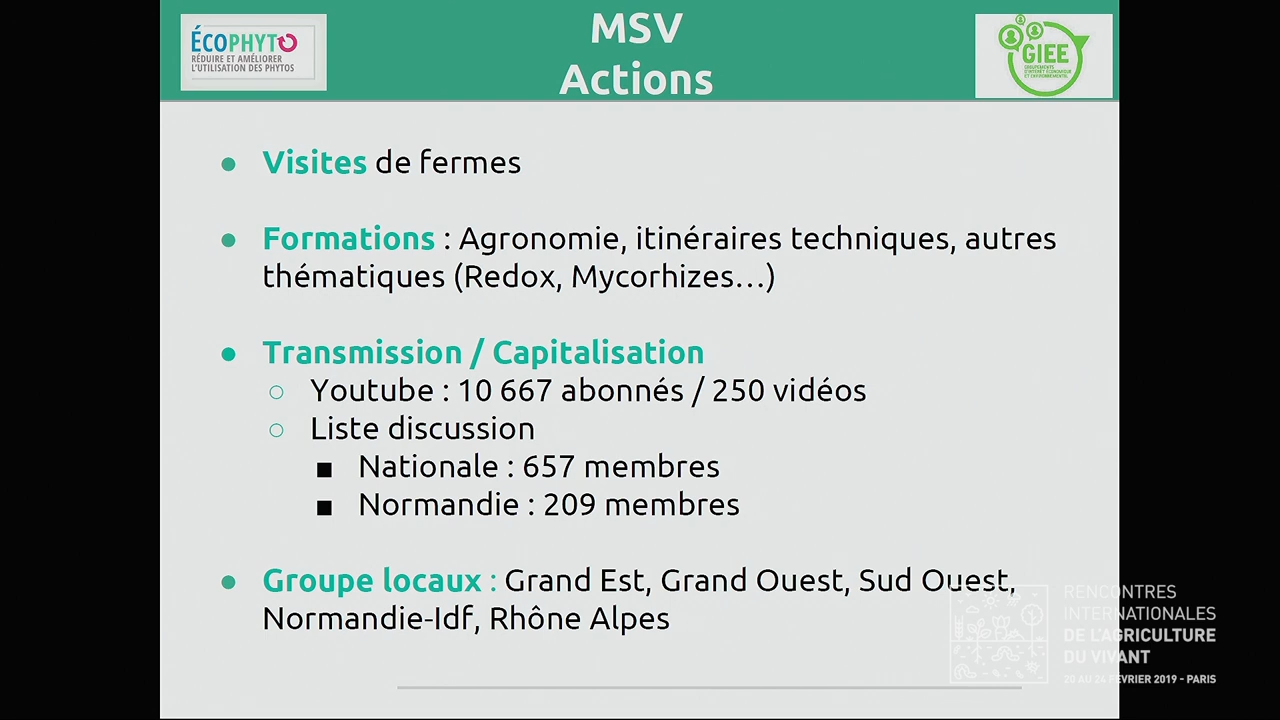 ÉCOPHYTO
RÉDUIRE ET AMÉLIORER
L'UTILISATION DES PHYTOS
MSV
Actions
GIEE
GROUPEMENTS
D'INTÉRÊT ÉCONOMIQUE
ET ENVIRONNEMENTAL
● Visites de fermes
● Formations : Agronomie, itinéraires techniques, autres
thématiques (Redox, Mycorhizes...)
● Transmission / Capitalisation
○ Youtube : 10 667 abonnés / 250 vidéos
○ Liste discussion
■ Nationale : 657 membres
■ Normandie : 209 membres
● Groupe locaux : Grand Est, Grand Ouest, Sud Ouest,
Normandie-Idf, Rhône Alpes
RENCONTRES
INTERNATIONALES
DE L'AGRICULTURE
DU VIVANT
20 AU 24 FÉVRIER 2019 - PARIS